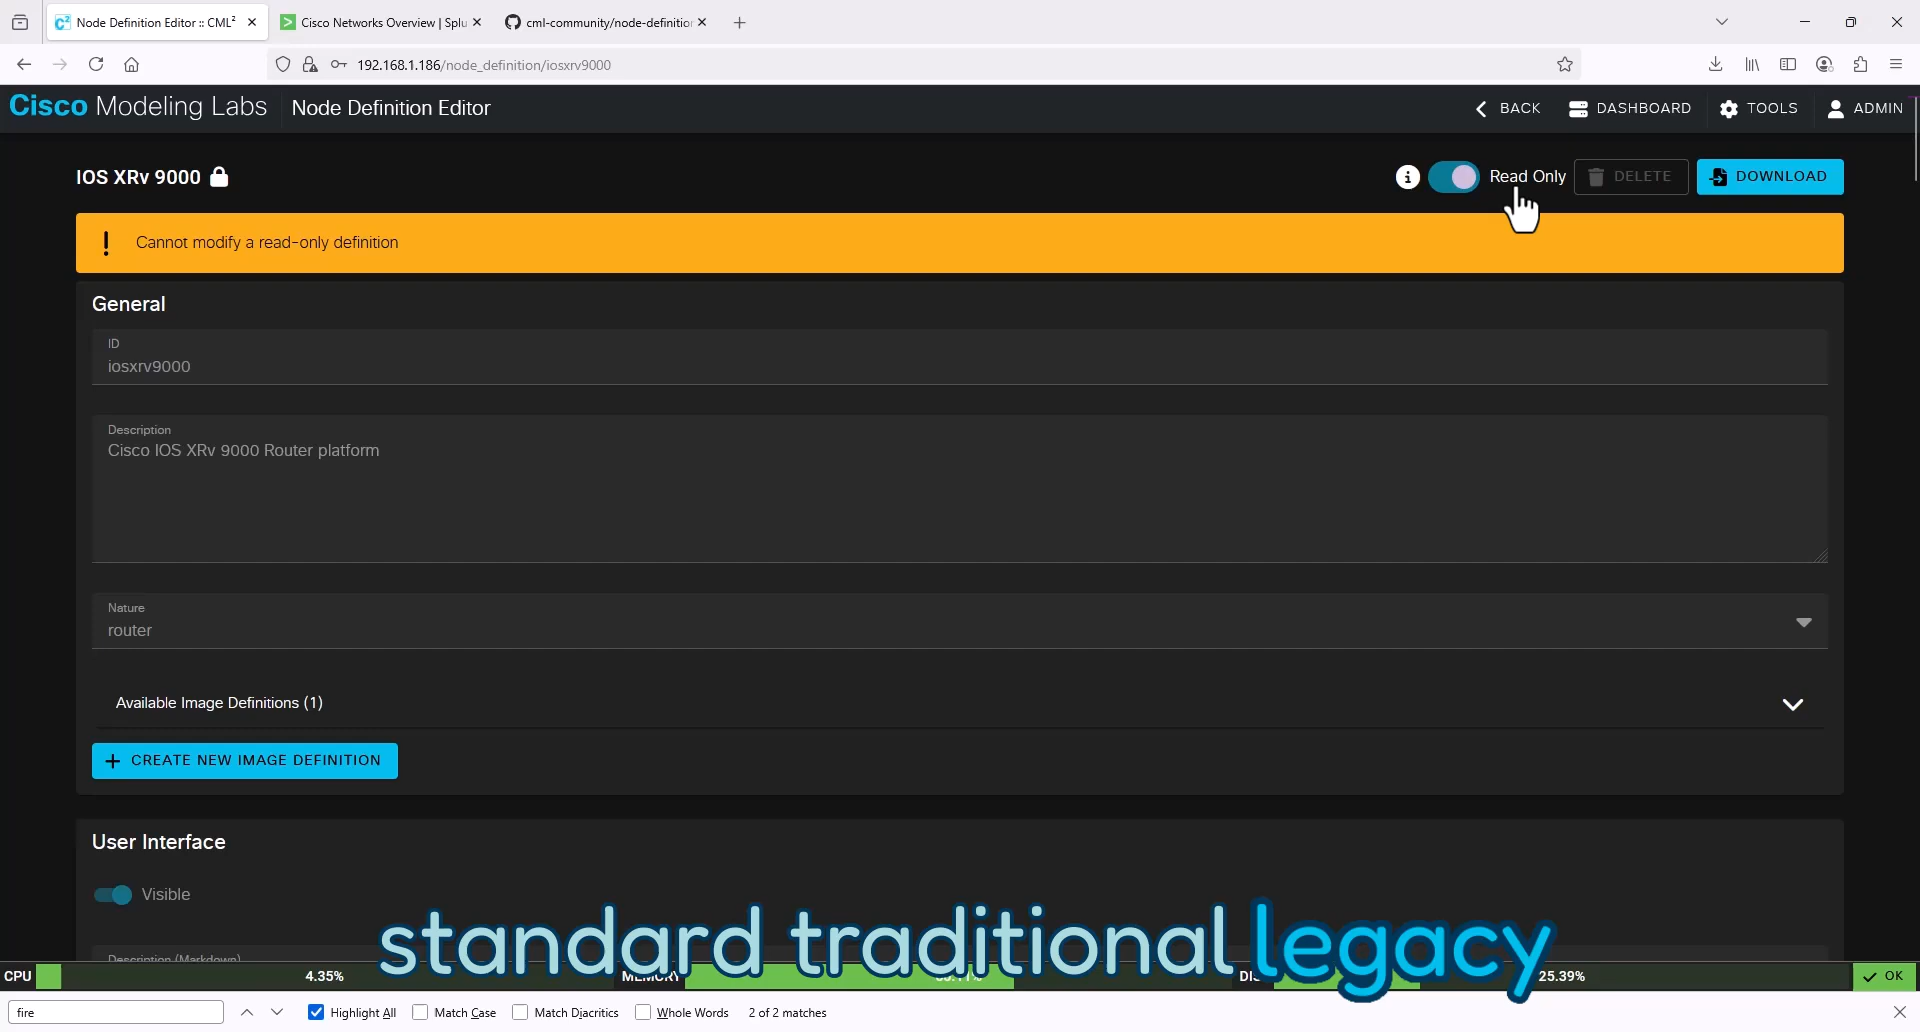 Node Definition Editor :: CML²
Cisco Networks Overview | Splu
cml-community/node-definition
192.168.1.186/node_definition/iosxrv9000
Cisco Modeling Labs
Node Definition Editor
BACK
DASHBOARD
TOOLS
ADMIN
IOS XRv 9000
Read Only
DELETE
DOWNLOAD
Cannot modify a read-only definition
General
ID
iosxrv9000
Description
Cisco IOS XRv 9000 Router platform
Nature
router
Available Image Definitions (1)
CREATE NEW IMAGE DEFINITION
User Interface
Visible
Description (Markdown)
standard traditional legacy
CPU
4.35%
MEMORY
25.39%
OK
fire
Highlight All
Match Case
Match Diacritics
Whole Words
2 of 2 matches